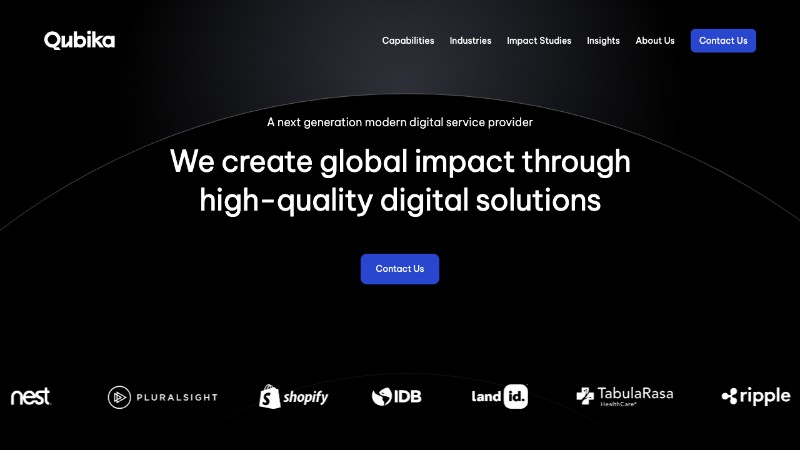 Qubika
Capabilities Industries Impact Studies Insights About Us Contact Us
A next generation modern digital service provider
We create global impact through
high-quality digital solutions
Contact Us
nest PLURALSIGHT shopify IDB land id. TabulaRasa ripple
HealthCare